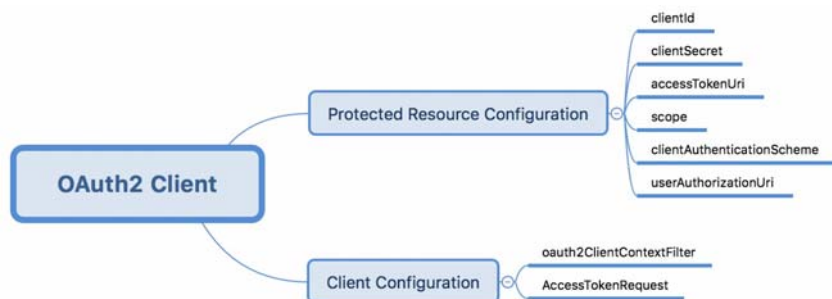 OAuth2 Client
Protected Resource Configuration
clientId
clientSecret
accessTokenUri
scope
clientAuthenticationScheme
userAuthorizationUri
Client Configuration
oauth2ClientContextFilter
AccessTokenRequest